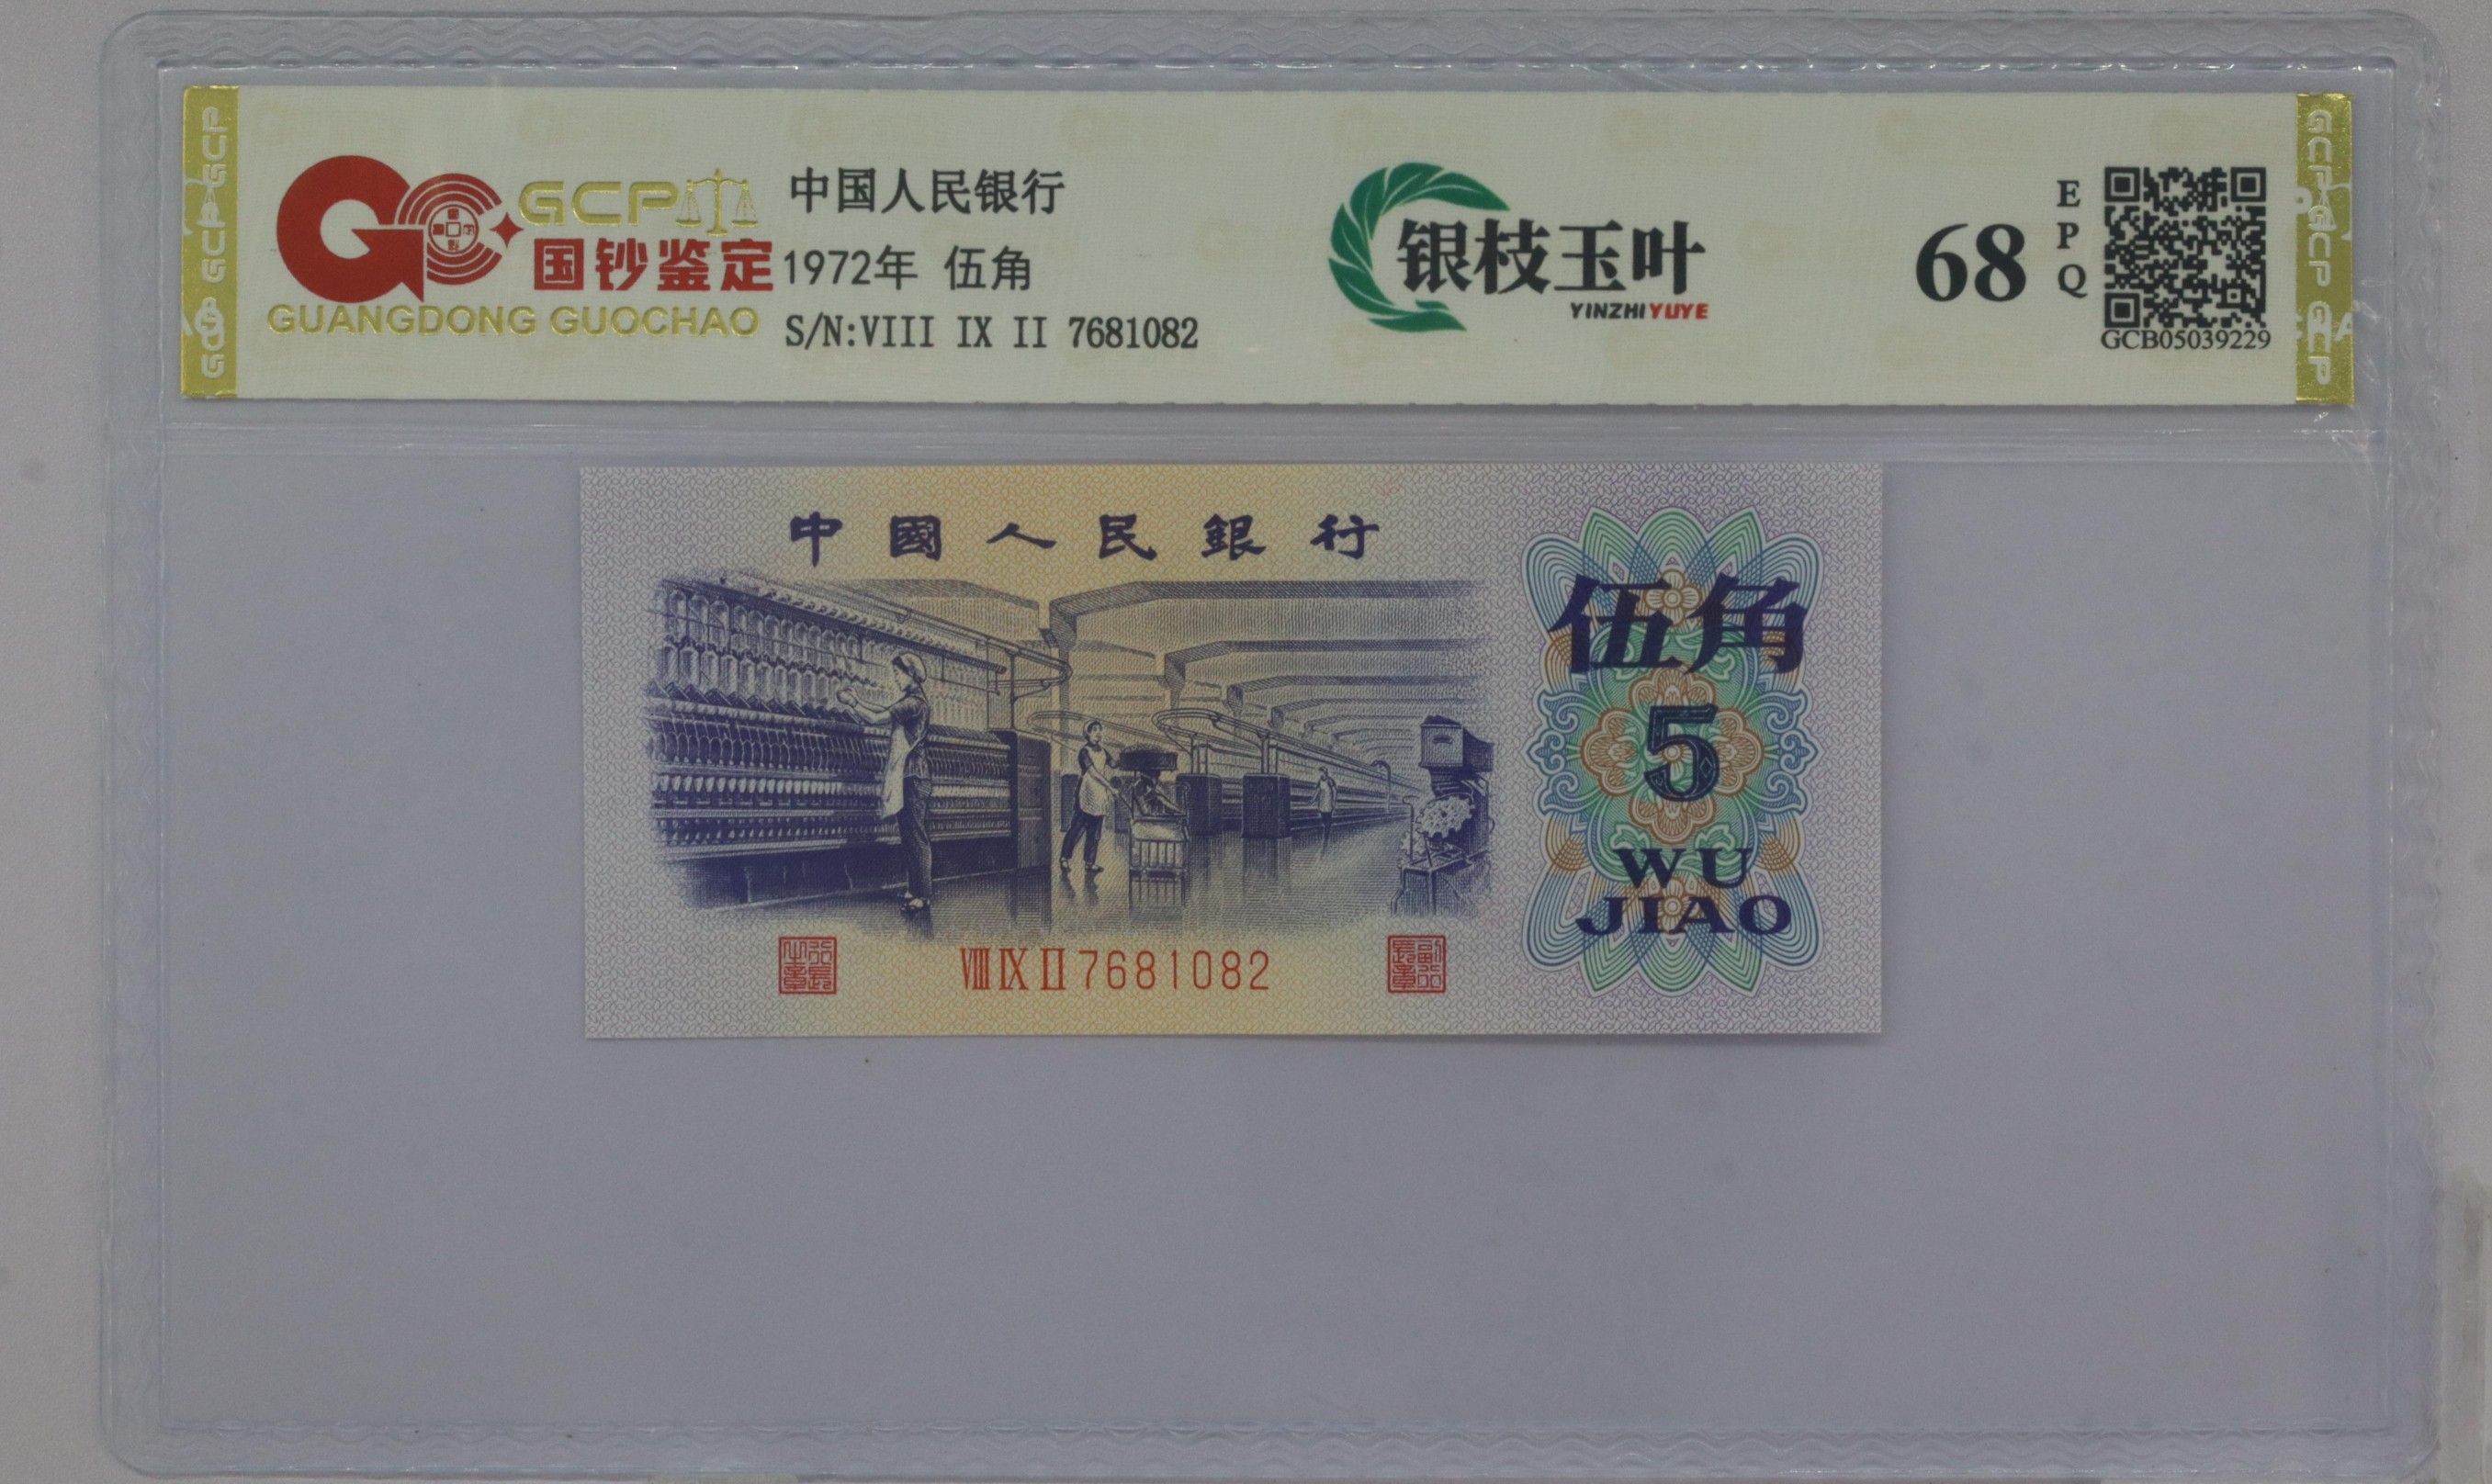 GCP
国钞鉴定
GUANGDONG GUOCHAO
中国人民银行
1972年 伍角
S/N:VIII IX II 7681082
银枝玉叶
YINZHIYUYE
68
EPQ
GCB05039229
中國人民銀行
伍角
5
WU
JIAO
VIII IX II 7681082